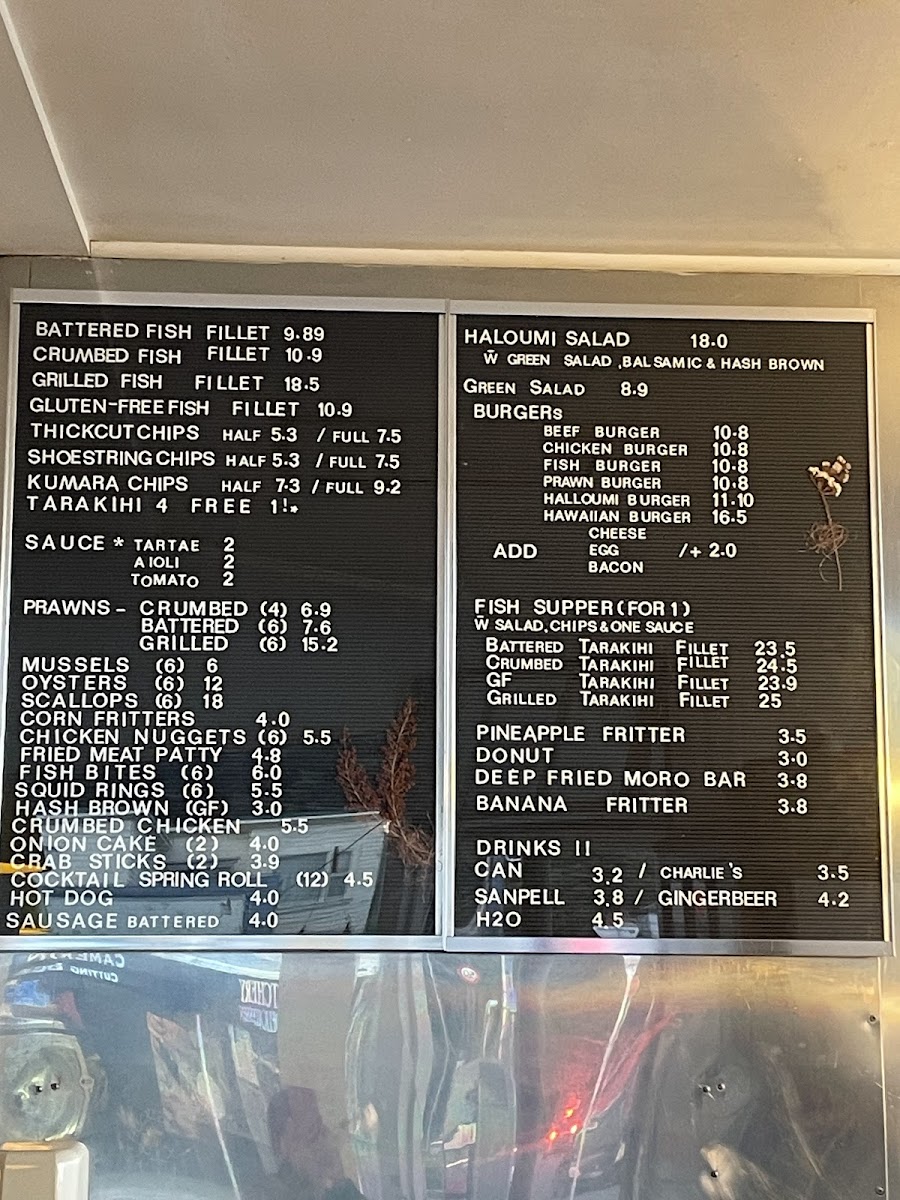 BATTERED FISH FILLET 9.89
CRUMBED FISH FILLET 10.9
GRILLED FISH FILLET 18.5
GLUTEN-FREE FISH FILLET 10.9
THICKCUT CHIPS HALF 5.3 / FULL 7.5
SHOESTRING CHIPS HALF 5.3 / FULL 7.5
KUMARA CHIPS HALF 7.3 / FULL 9.2
TARAKIHI 4 FREE 1!*
SAUCE * TARTAE 2
AIOLI 2
TOMATO 2
PRAWNS - CRUMBED (4) 6.9
BATTERED (6) 7.6
GRILLED (6) 15.2
MUSSELS (6) 6
OYSTERS (6) 12
SCALLOPS (6) 18
CORN FRITTERS 4.0
CHICKEN NUGGETS (6) 5.5
FRIED MEAT PATTY 4.8
FISH BITES (6) 6.0
SQUID RINGS (6) 5.5
HASH BROWN (GF) 3.0
CRUMBED CHICKEN 5.5
ONION CAKE (2) 4.0
CRAB STICKS (2) 3.9
COCKTAIL SPRING ROLL (12) 4.5
HOT DOG 4.0
SAUSAGE BATTERED 4.0
HALOUMI SALAD 18.0
W̃ GREEN SALAD ,BALSAMIC & HASH BROWN
GREEN SALAD 8.9
BURGERs
BEEF BURGER 10.8
CHICKEN BURGER 10.8
FISH BURGER 10.8
PRAWN BURGER 10.8
HALLOUMI BURGER 11.10
HAWAIIAN BURGER 16.5
CHEESE
ADD EGG /+ 2.0
BACON
FISH SUPPER (FOR 1)
W̃ SALAD, CHIPS & ONE SAUCE
BATTERED TARAKIHI FILLET 23.5
CRUMBED TARAKIHI FILLET 24.5
GF TARAKIHI FILLET 23.9
GRILLED TARAKIHI FILLET 25
PINEAPPLE FRITTER 3.5
DONUT 3.0
DEEP FRIED MORO BAR 3.8
BANANA FRITTER 3.8
DRINKS !!
CAN 3.2 / CHARLIE'S 3.5
SANPELL 3.8 / GINGERBEER 4.2
H2O 4.5